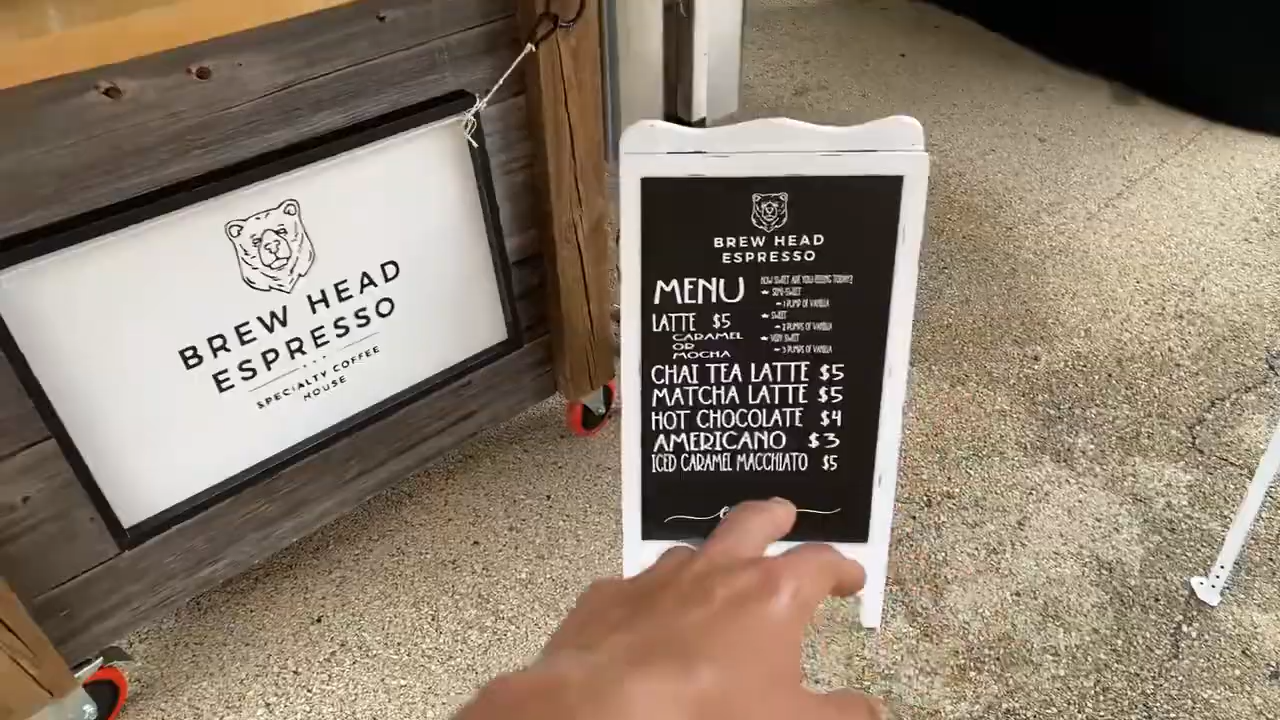 BREW HEAD
ESPRESSO
SPECIALTY COFFEE
HOUSE
BREW HEAD
ESPRESSO
MENU
LATTE $5
CARAMEL
OR
MOCHA
HOW SWEET ARE YOU FEELING TODAY?
SEMI-SWEET
1 PUMP OF VANILLA
SWEET
2 PUMPS OF VANILLA
VERY SWEET
3 PUMPS OF VANILLA
CHAI TEA LATTE $5
MATCHA LATTE $5
HOT CHOCOLATE $4
AMERICANO $3
ICED CARAMEL MACCHIATO $5